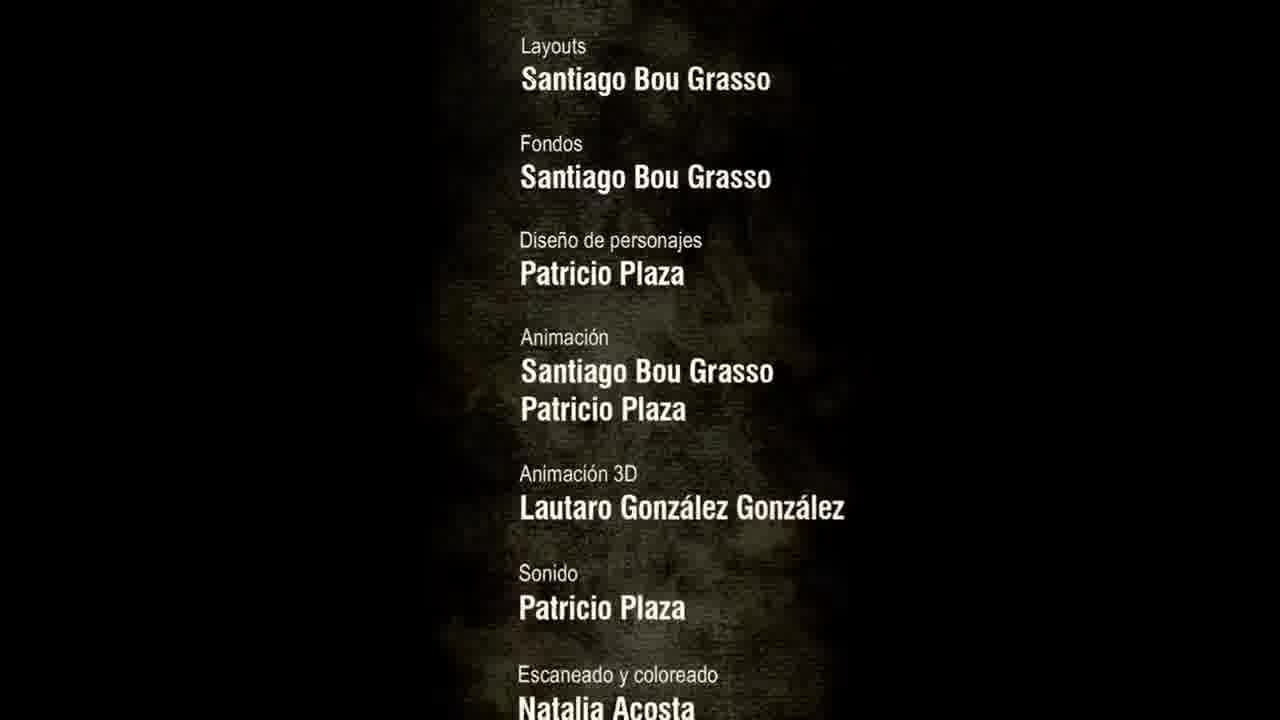 Layouts
Santiago Bou Grasso
Fondos
Santiago Bou Grasso
Diseño de personajes
Patricio Plaza
Animación
Santiago Bou Grasso
Patricio Plaza
Animación 3D
Lautaro González González
Sonido
Patricio Plaza
Escaneado y coloreado
Natalia Acosta